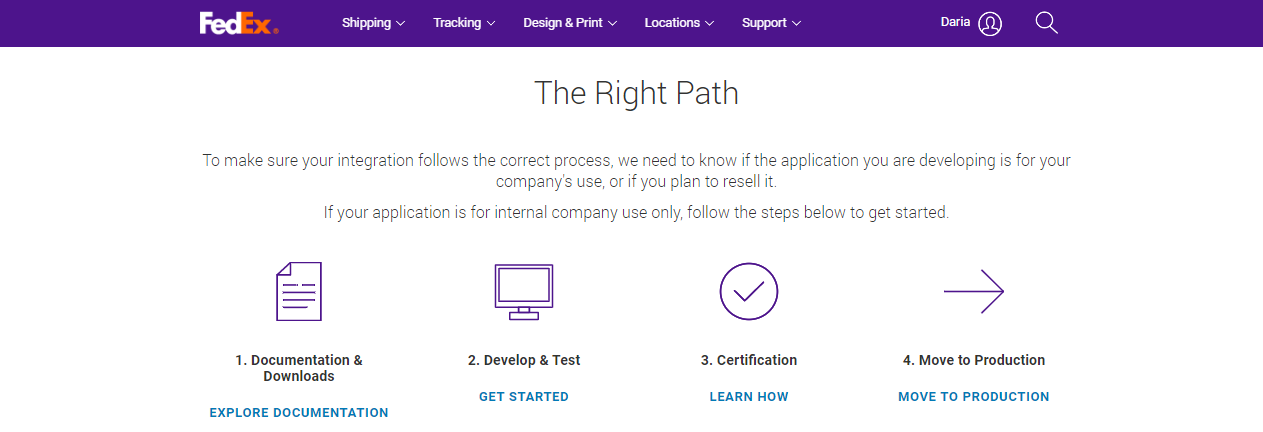 FedEx®
Shipping
Tracking
Design & Print
Locations
Support
Daria
The Right Path
To make sure your integration follows the correct process, we need to know if the application you are developing is for your
company's use, or if you plan to resell it.
If your application is for internal company use only, follow the steps below to get started.
1. Documentation &
Downloads
EXPLORE DOCUMENTATION
2. Develop & Test
GET STARTED
3. Certification
LEARN HOW
4. Move to Production
MOVE TO PRODUCTION